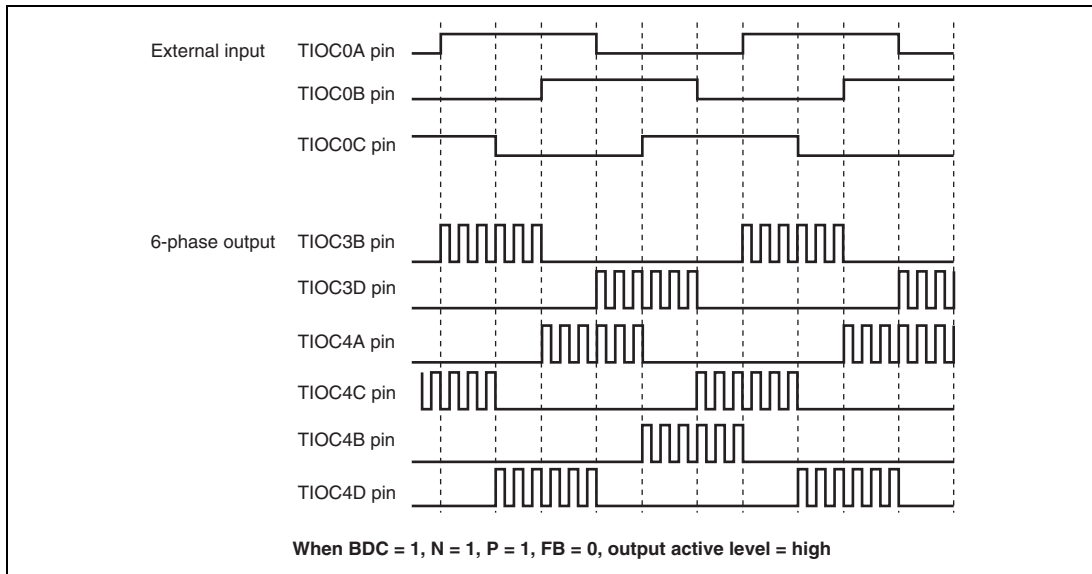 External input TIOC0A pin
TIOC0B pin
TIOC0C pin
6-phase output TIOC3B pin
TIOC3D pin
TIOC4A pin
TIOC4C pin
TIOC4B pin
TIOC4D pin
When BDC = 1, N = 1, P = 1, FB = 0, output active level = high